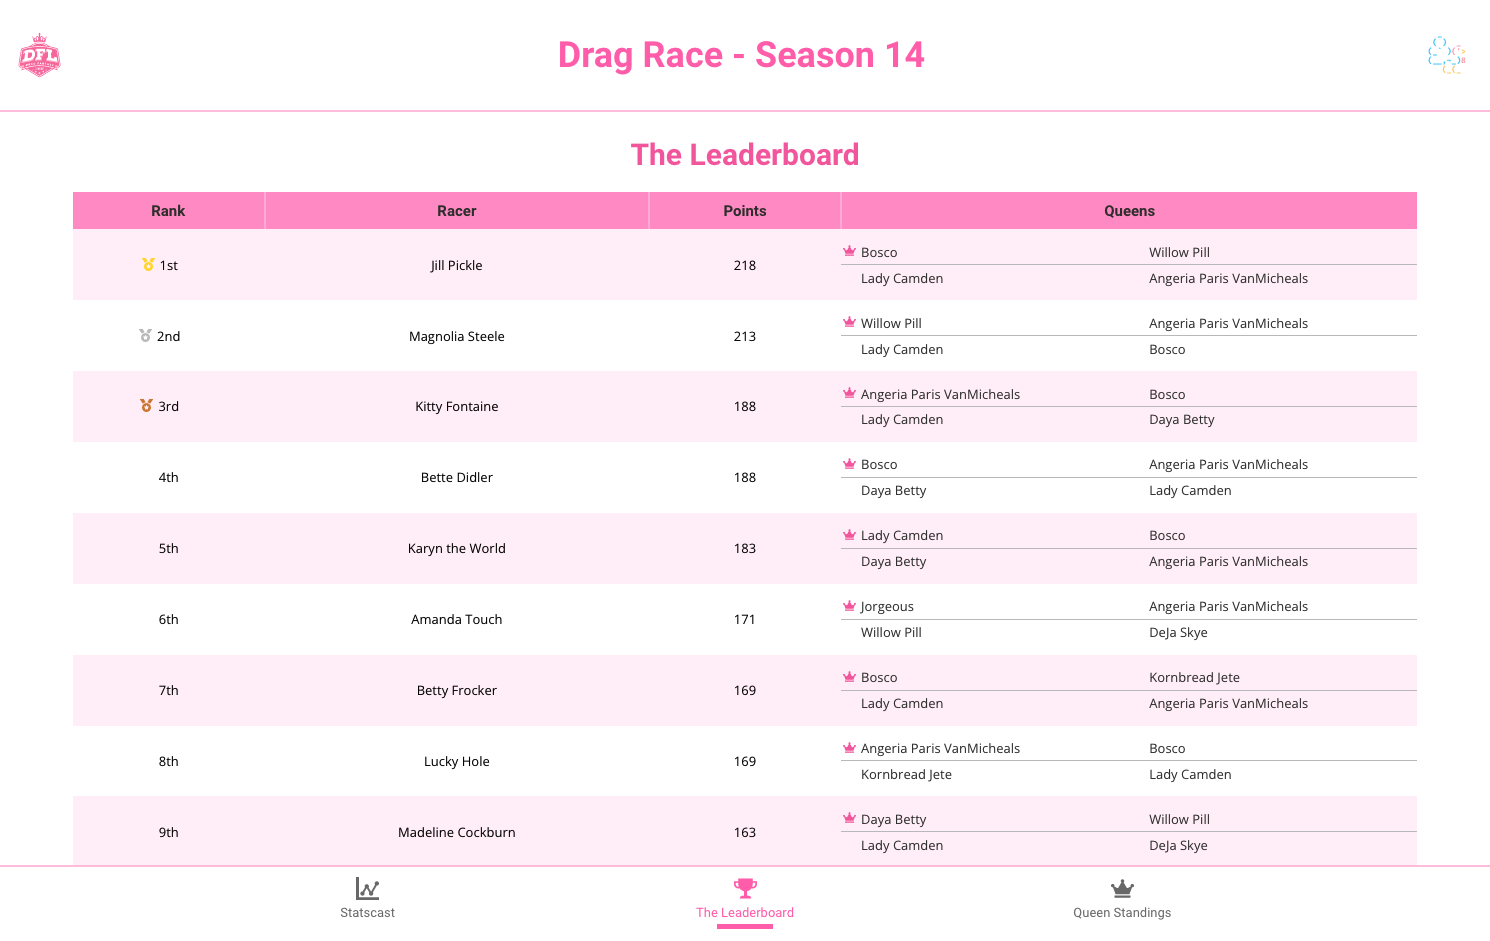 DFL
Drag Race - Season 14
The Leaderboard
Rank Racer Points Queens
1st Jill Pickle 218 Bosco Willow Pill
Lady Camden Angeria Paris VanMicheals
2nd Magnolia Steele 213 Willow Pill Angeria Paris VanMicheals
Lady Camden Bosco
3rd Kitty Fontaine 188 Angeria Paris VanMicheals Bosco
Lady Camden Daya Betty
4th Bette Didler 188 Bosco Angeria Paris VanMicheals
Daya Betty Lady Camden
5th Karyn the World 183 Lady Camden Bosco
Daya Betty Angeria Paris VanMicheals
6th Amanda Touch 171 Jorgeous Angeria Paris VanMicheals
Willow Pill DeJa Skye
7th Betty Frocker 169 Bosco Kornbread Jete
Lady Camden Angeria Paris VanMicheals
8th Lucky Hole 169 Angeria Paris VanMicheals Bosco
Kornbread Jete Lady Camden
9th Madeline Cockburn 163 Daya Betty Willow Pill
Lady Camden DeJa Skye
Statscast The Leaderboard Queen Standings